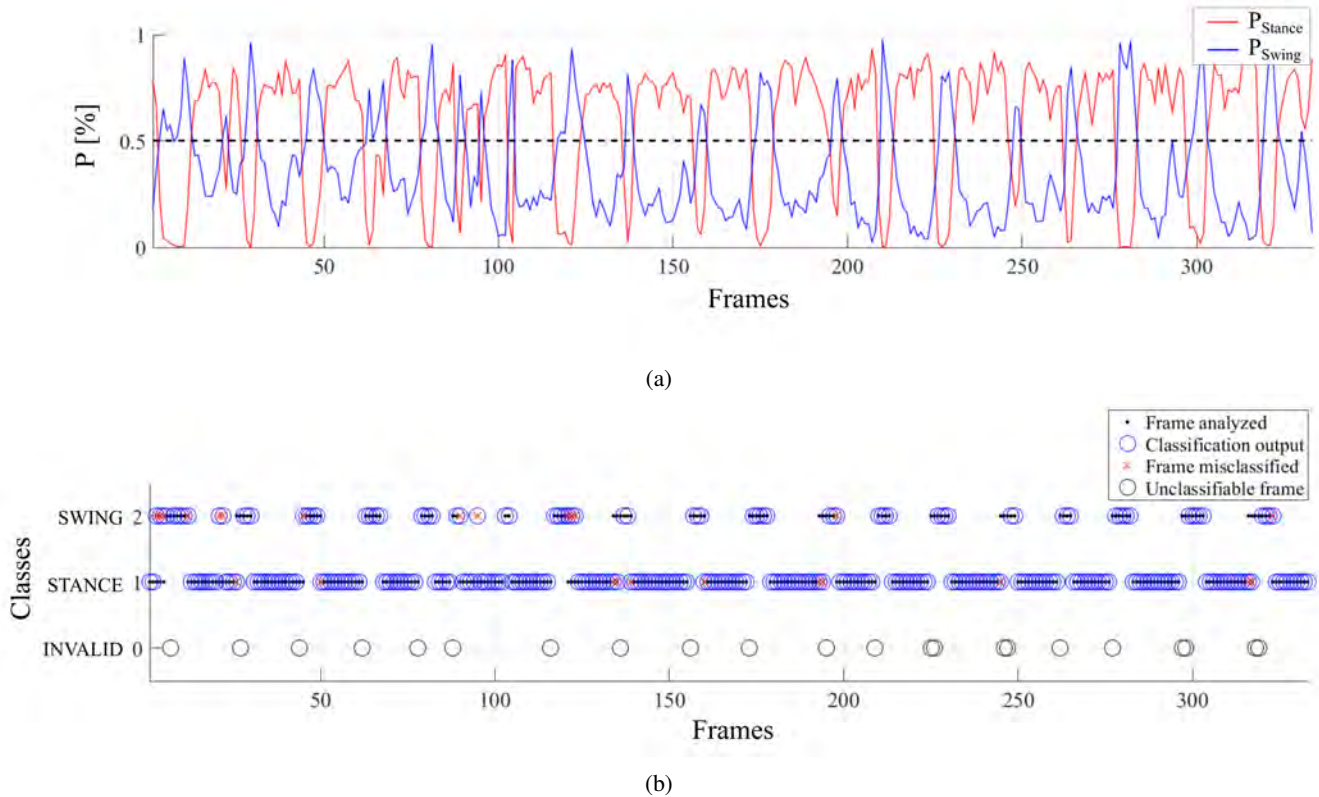 1
P_Stance
P_Swing
P [%]
0.5
0
50 100 150 200 250 300
Frames
(a)
Frame analyzed
Classification output
Frame misclassified
Unclassifiable frame
Classes
SWING 2
STANCE 1
INVALID 0
50 100 150 200 250 300
Frames
(b)